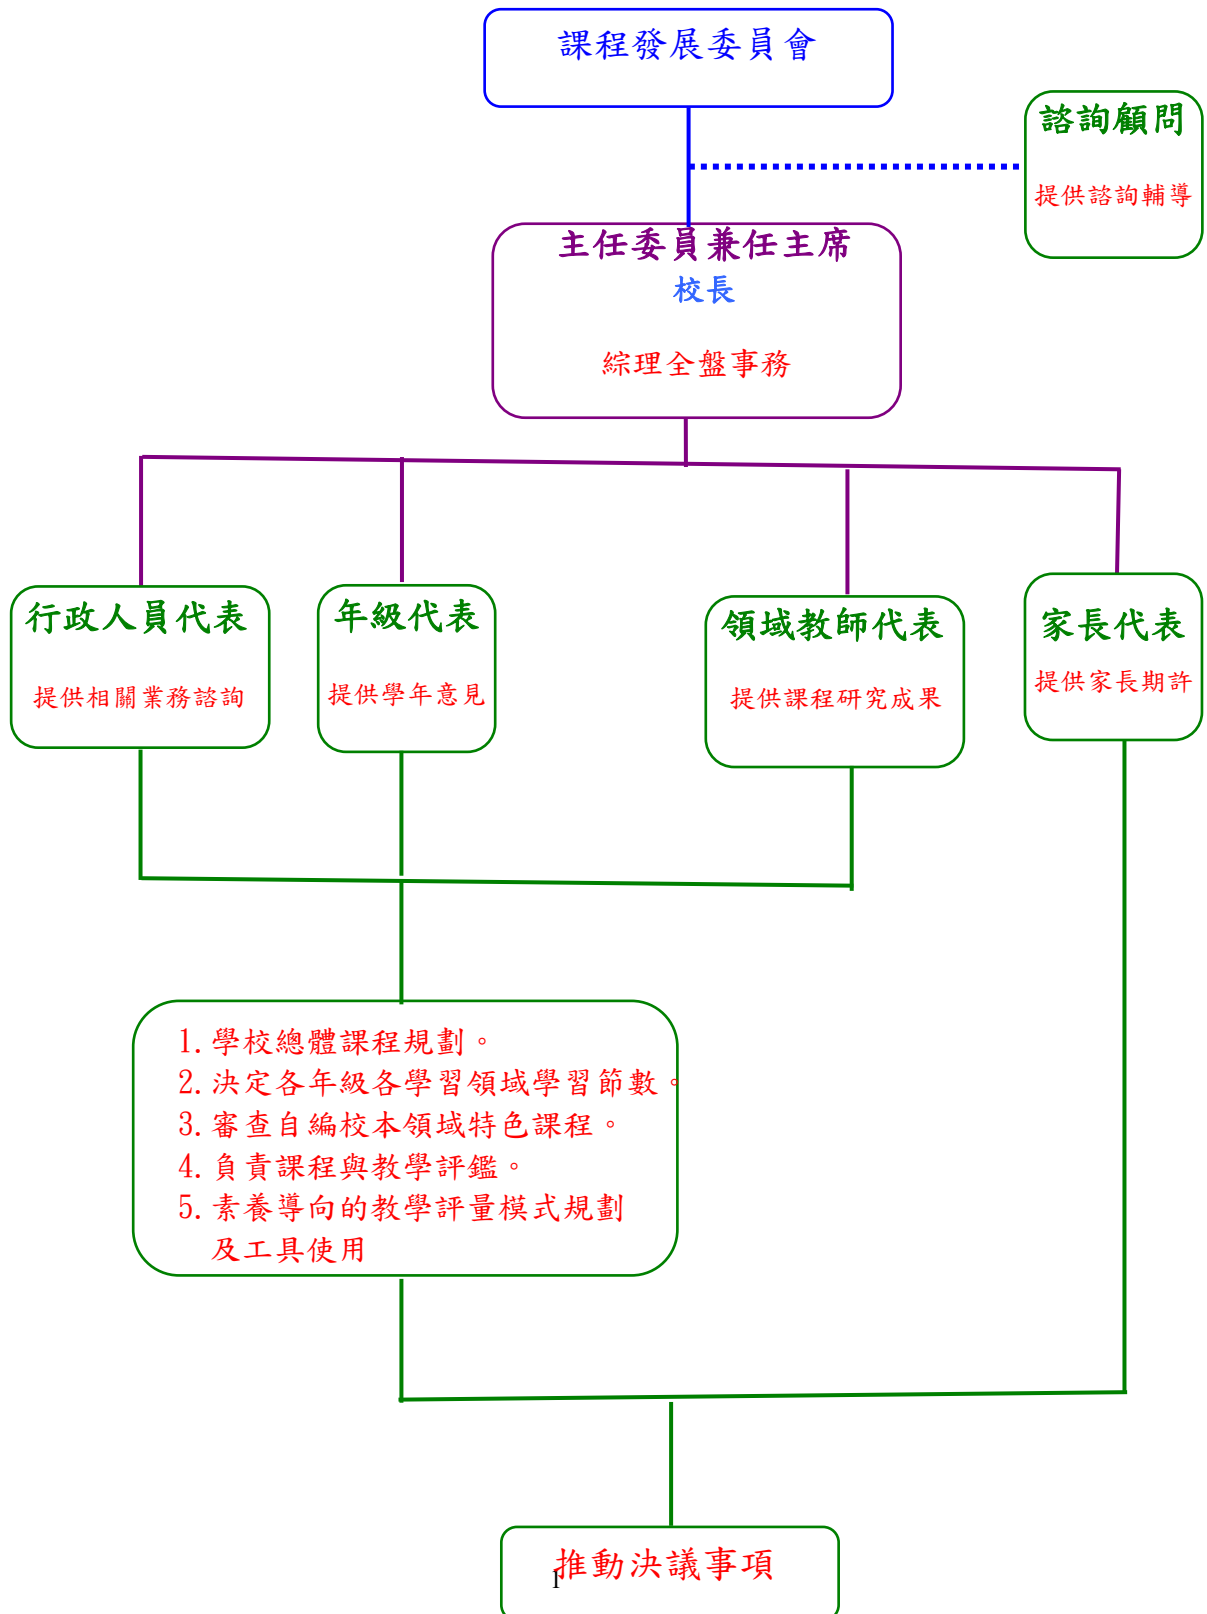 課程發展委員會
諮詢顧問
提供諮詢輔導
主任委員兼任主席
校長
綜理全盤事務
行政人員代表
提供相關業務諮詢
年級代表
提供學年意見
領域教師代表
提供課程研究成果
家長代表
提供家長期許
1.學校總體課程規劃。
2.決定各年級各學習領域學習節數。
3.審查自編校本領域特色課程。
4.負責課程與教學評鑑。
5.素養導向的教學評量模式規劃
及工具使用
推動決議事項
1